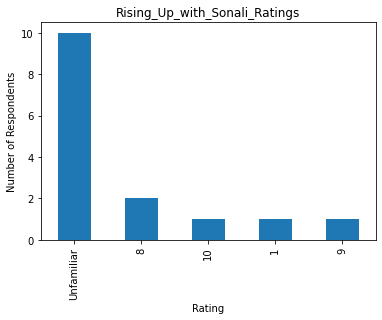 Rising_Up_with_Sonali_Ratings
Number of Respondents
10
8
6
4
2
0
Unfamiliar
8
10
1
9
Rating